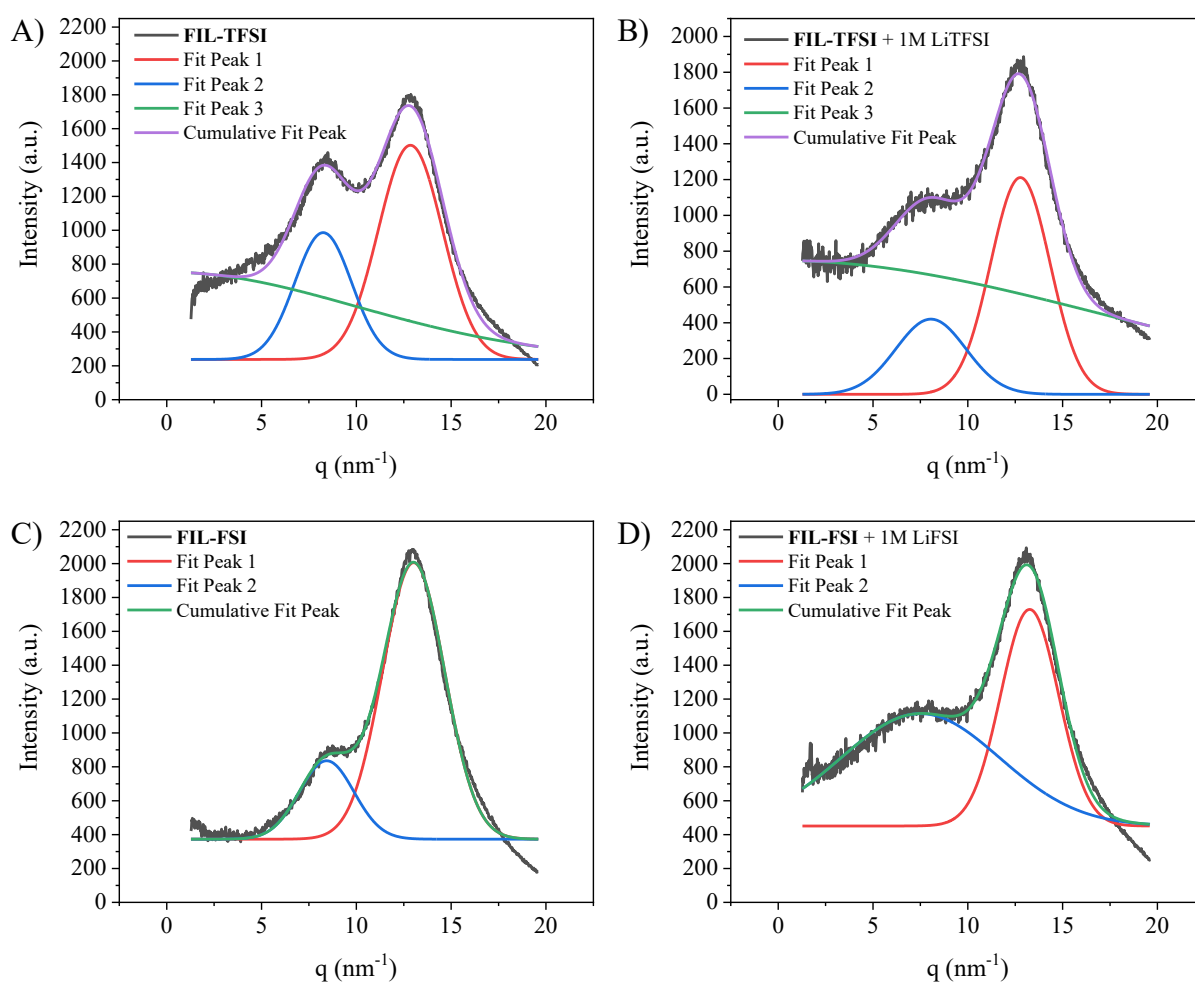 A)
FIL-TFSI
Fit Peak 1
Fit Peak 2
Fit Peak 3
Cumulative Fit Peak
2200
2000
1800
1600
1400
1200
1000
800
600
400
200
0
Intensity (a.u.)
0 5 10 15 20
q (nm⁻¹)
B)
FIL-TFSI + 1M LiTFSI
Fit Peak 1
Fit Peak 2
Fit Peak 3
Cumulative Fit Peak
2000
1800
1600
1400
1200
1000
800
600
400
200
0
Intensity (a.u.)
0 5 10 15 20
q (nm⁻¹)
C)
FIL-FSI
Fit Peak 1
Fit Peak 2
Cumulative Fit Peak
2200
2000
1800
1600
1400
1200
1000
800
600
400
200
0
Intensity (a.u.)
0 5 10 15 20
q (nm⁻¹)
D)
FIL-FSI + 1M LiFSI
Fit Peak 1
Fit Peak 2
Cumulative Fit Peak
2200
2000
1800
1600
1400
1200
1000
800
600
400
200
0
Intensity (a.u.)
0 5 10 15 20
q (nm⁻¹)